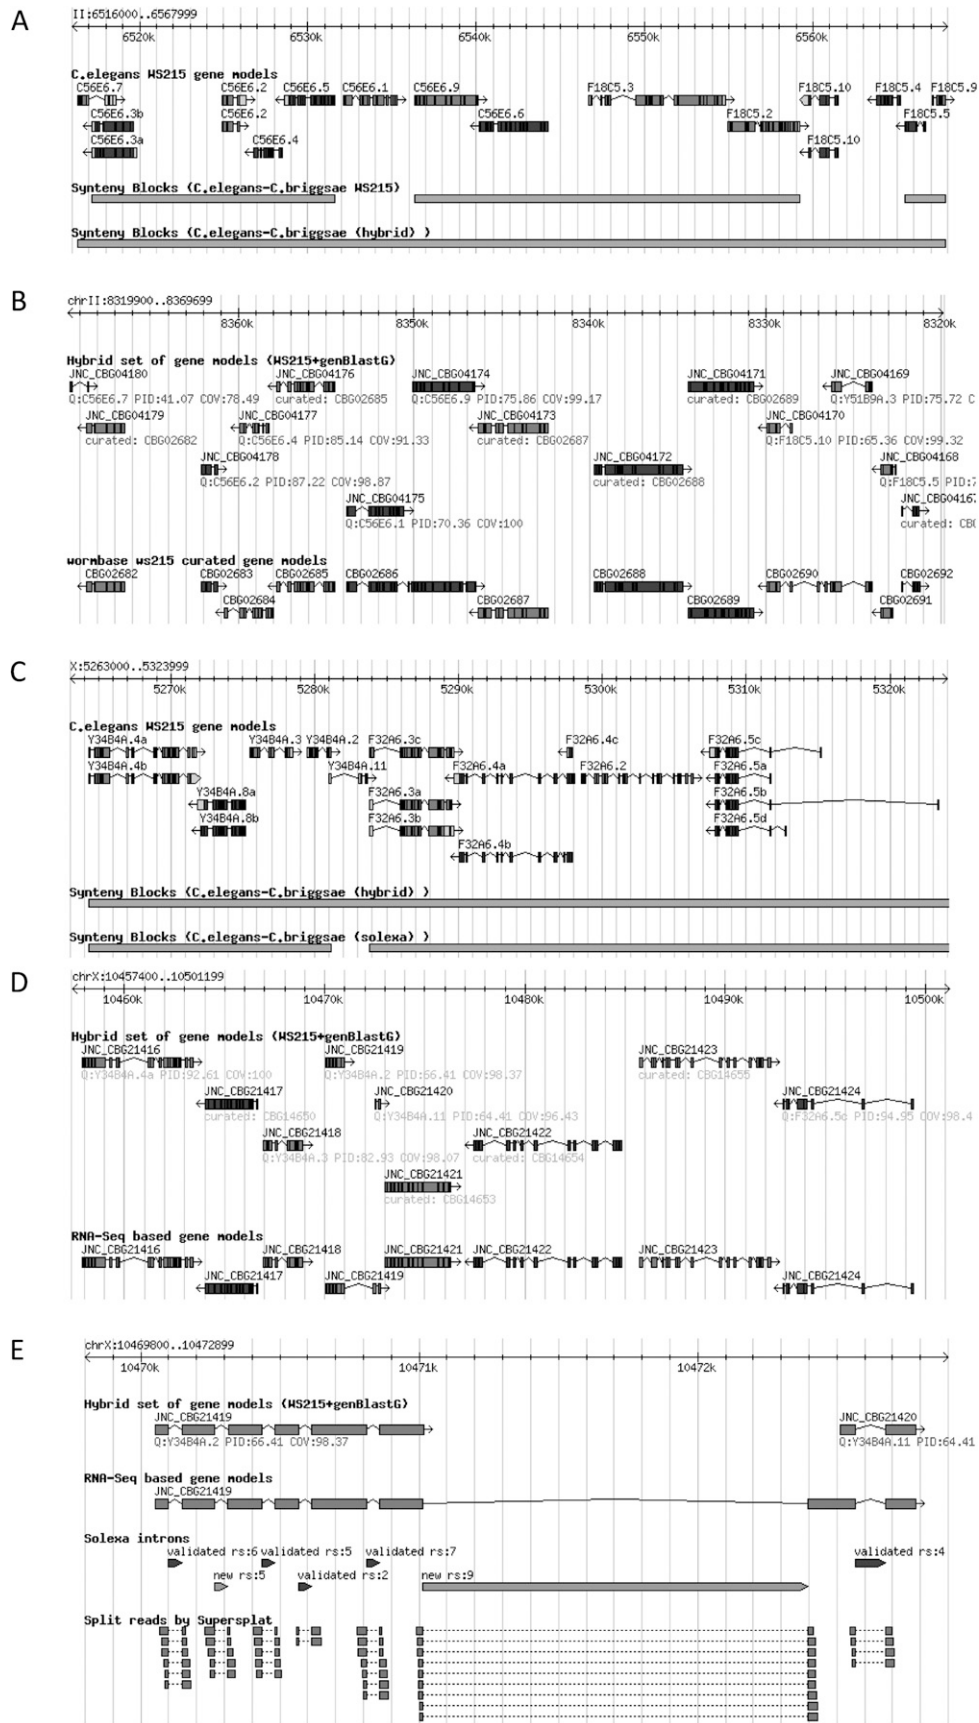 A
II:6516000..6567999
6520k 6530k 6540k 6550k 6560k
C.elegans WS215 gene models
C56E6.7 C56E6.2 C56E6.5 C56E6.1 C56E6.9 F18C5.3 F18C5.10 F18C5.4 F18C5.9
C56E6.3b C56E6.2 C56E6.6 F18C5.2 F18C5.5
C56E6.3a C56E6.4 F18C5.10
Synteny Blocks (C.elegans-C.briggsae WS215)
Synteny Blocks (C.elegans-C.briggsae (hybrid) )
B
chrII:8319900..8369699
8360k 8350k 8340k 8330k 8320k
Hybrid set of gene models (WS215+genBlastG)
JNC_CBG04180 JNC_CBG04176 JNC_CBG04174 JNC_CBG04171 JNC_CBG04169
Q:C56E6.7 PID:41.07 COV:78.49 curated: CBG02685 Q:C56E6.9 PID:75.86 COV:99.17 curated: CBG02689 Q:Y51B9A.3 PID:75.72 C
JNC_CBG04179 JNC_CBG04177 JNC_CBG04173 JNC_CBG04170
curated: CBG02682 Q:C56E6.4 PID:85.14 COV:91.33 curated: CBG02687 Q:F18C5.10 PID:65.36 COV:99.32
JNC_CBG04178 JNC_CBG04172 JNC_CBG04168
Q:C56E6.2 PID:87.22 COV:98.87 curated: CBG02688 Q:F18C5.5 PID:7
JNC_CBG04175 JNC_CBG04167
Q:C56E6.1 PID:70.36 COV:100 curated: CBG
wormbase ws215 curated gene models
CBG02682 CBG02683 CBG02685 CBG02686 CBG02688 CBG02690 CBG02692
CBG02684 CBG02687 CBG02689 CBG02691
C
X:5263000..5323999
5270k 5280k 5290k 5300k 5310k 5320k
C.elegans WS215 gene models
Y34B4A.4a Y34B4A.3 Y34B4A.2 F32A6.3c F32A6.4c F32A6.5c
Y34B4A.4b Y34B4A.11 F32A6.4a F32A6.2 F32A6.5a
Y34B4A.8a F32A6.3a F32A6.5b
Y34B4A.8b F32A6.3b F32A6.5d
F32A6.4b
Synteny Blocks (C.elegans-C.briggsae (hybrid) )
Synteny Blocks (C.elegans-C.briggsae (solexa) )
D
chrX:10457400..10501199
10460k 10470k 10480k 10490k 10500k
Hybrid set of gene models (WS215+genBlastG)
JNC_CBG21416 JNC_CBG21419 JNC_CBG21423
Q:Y34B4A.4a PID:92.61 COV:100 Q:Y34B4A.2 PID:66.41 COV:98.37 curated: CBG14655
JNC_CBG21417 JNC_CBG21420 JNC_CBG21424
curated: CBG14650 Q:Y34B4A.11 PID:64.41 COV:96.43 Q:F32A6.5c PID:94.95 COV:98.4
JNC_CBG21418 JNC_CBG21422
Q:Y34B4A.3 PID:82.93 COV:98.07 curated: CBG14654
JNC_CBG21421
curated: CBG14653
RNA-Seq based gene models
JNC_CBG21416 JNC_CBG21418 JNC_CBG21421 JNC_CBG21422 JNC_CBG21423
JNC_CBG21417 JNC_CBG21419 JNC_CBG21424
E
chrX:10469800..10472899
10470k 10471k 10472k
Hybrid set of gene models (WS215+genBlastG)
JNC_CBG21419 JNC_CBG21420
Q:Y34B4A.2 PID:66.41 COV:98.37 Q:Y34B4A.11 PID:64.41
RNA-Seq based gene models
JNC_CBG21419
Solexa introns
validated rs:6 validated rs:5 validated rs:7 validated rs:4
new rs:5 validated rs:2 new rs:9
Split reads by Supersplat